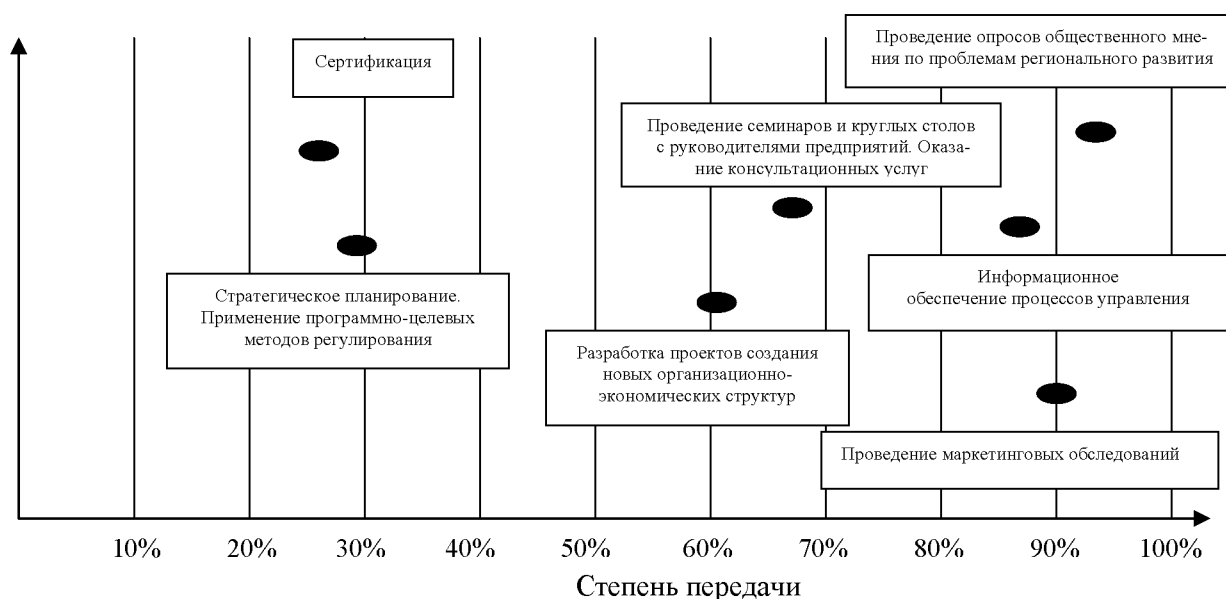 Сертификация
Проведение опросов общественного мне-
ния по проблемам регионального развития
Проведение семинаров и круглых столов
с руководителями предприятий. Оказа-
ние консультационных услуг
Стратегическое планирование.
Применение программно-целевых
методов регулирования
Информационное
обеспечение процессов управления
Разработка проектов создания
новых организационно-
экономических структур
Проведение маркетинговых обследований
10% 20% 30% 40% 50% 60% 70% 80% 90% 100%
Степень передачи